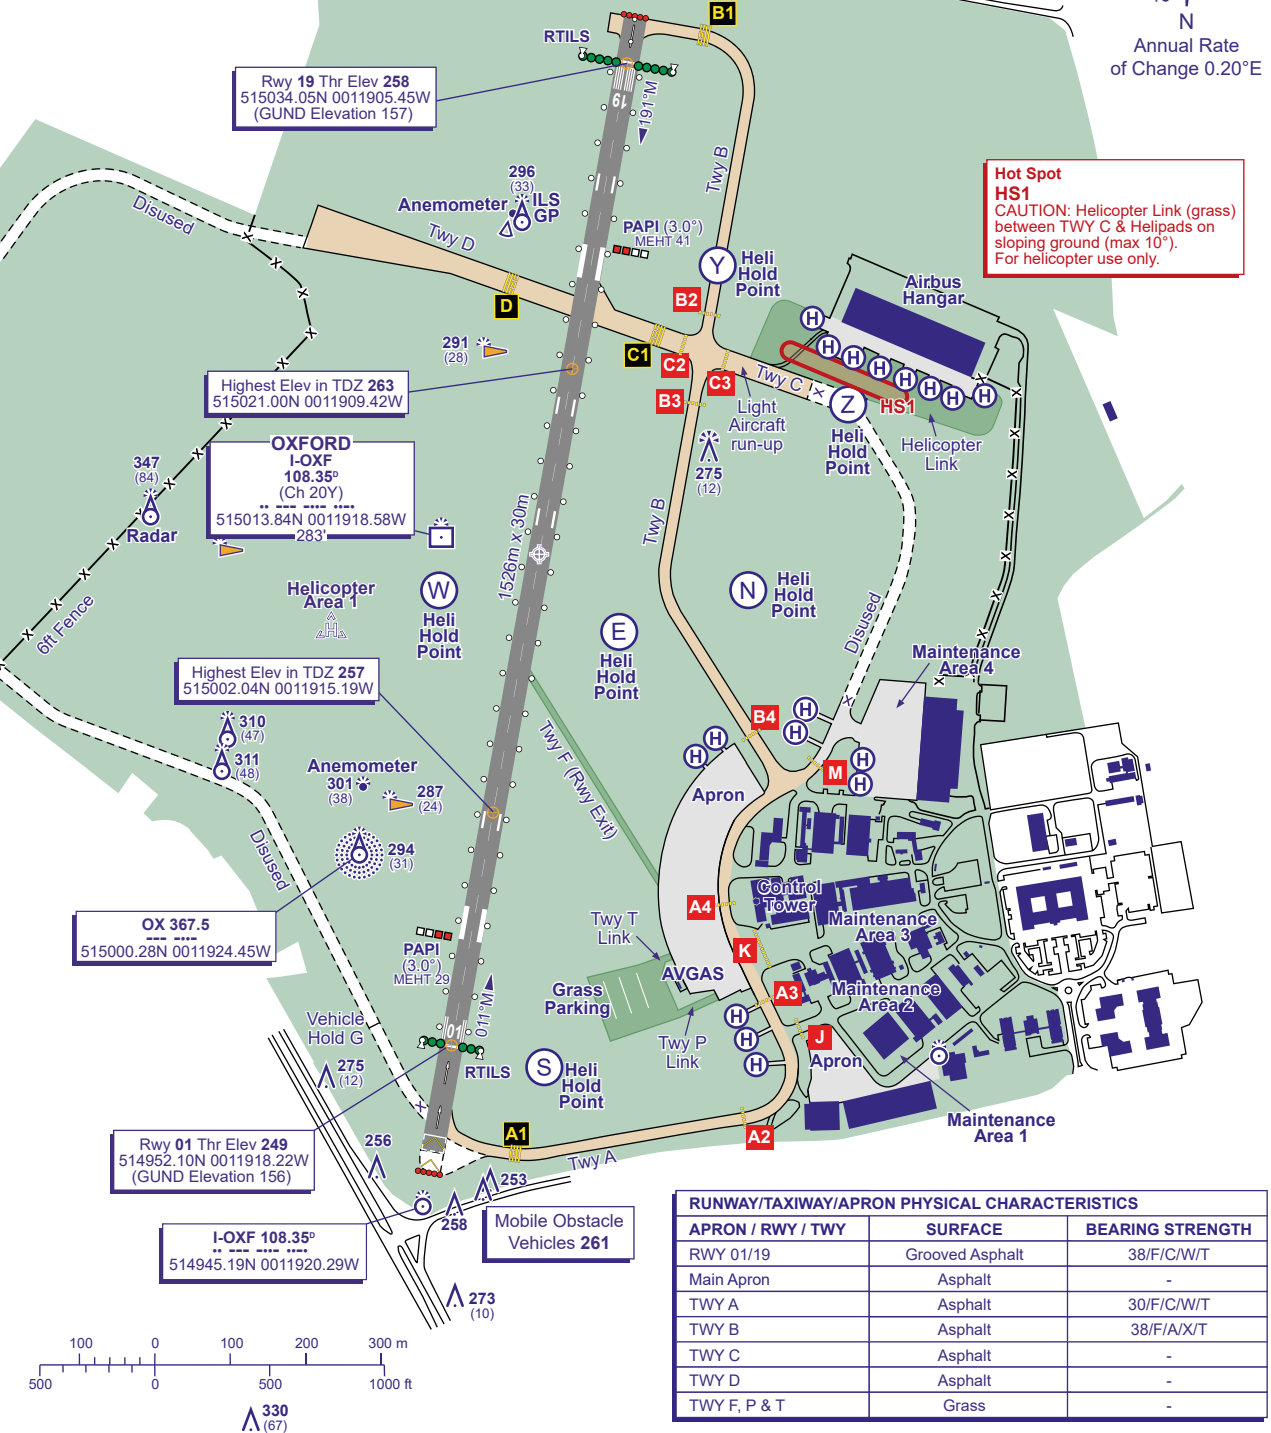 N
Annual Rate
of Change 0.20°E
B1
RTILS
Rwy 19 Thr Elev 258
515034.05N 0011905.45W
(GUND Elevation 157)
19
191°M
Twy B
Hot Spot
HS1
CAUTION: Helicopter Link (grass)
between TWY C & Helipads on
sloping ground (max 10°).
For helicopter use only.
296
(33)
Anemometer
ILS
GP
Disused
Twy D
PAPI (3.0°)
MEHT 41
Y
Heli
Hold
Point
Airbus
Hangar
B2
D
H
H
H
H
H
H
H
H
291
(28)
C1
C2
C3
Twy C
Highest Elev in TDZ 263
515021.00N 0011909.42W
B3
Light
Aircraft
run-up
Z
HS1
Heli
Hold
Point
Helicopter
Link
OXFORD
I-OXF
108.35D
(Ch 20Y)
515013.84N 0011918.58W
283'
347
(84)
Radar
275
(12)
Twy B
1526m x 30m
Helicopter
Area 1
H
W
Heli
Hold
Point
N
Heli
Hold
Point
E
Heli
Hold
Point
Disused
6ft Fence
Highest Elev in TDZ 257
515002.04N 0011915.19W
Maintenance
Area 4
B4
H
H
H
H
M
H
H
310
(47)
311
(48)
Anemometer
301
(38)
287
(24)
Twy F (Rwy Exit)
Apron
294
(31)
Disused
Control
Tower
A4
Maintenance
Area 3
OX 367.5
515000.28N 0011924.45W
Twy T
Link
PAPI
(3.0°)
MEHT 29
K
AVGAS
Grass
Parking
A3
Maintenance
Area 2
011°M
Vehicle
Hold G
01
H
H
H
J
Apron
Twy P
Link
RTILS
S
Heli
Hold
Point
275
(12)
Maintenance
Area 1
A1
A2
Twy A
Rwy 01 Thr Elev 249
514952.10N 0011918.22W
(GUND Elevation 156)
256
253
258
Mobile Obstacle
Vehicles 261
I-OXF 108.35D
514945.19N 0011920.29W
273
(10)
100 0 100 200 300 m
500 0 500 1000 ft
330
(67)
RUNWAY/TAXIWAY/APRON PHYSICAL CHARACTERISTICS
APRON / RWY / TWY SURFACE BEARING STRENGTH
RWY 01/19 Grooved Asphalt 38/F/C/W/T
Main Apron Asphalt -
TWY A Asphalt 30/F/C/W/T
TWY B Asphalt 38/F/A/X/T
TWY C Asphalt -
TWY D Asphalt -
TWY F, P & T Grass -